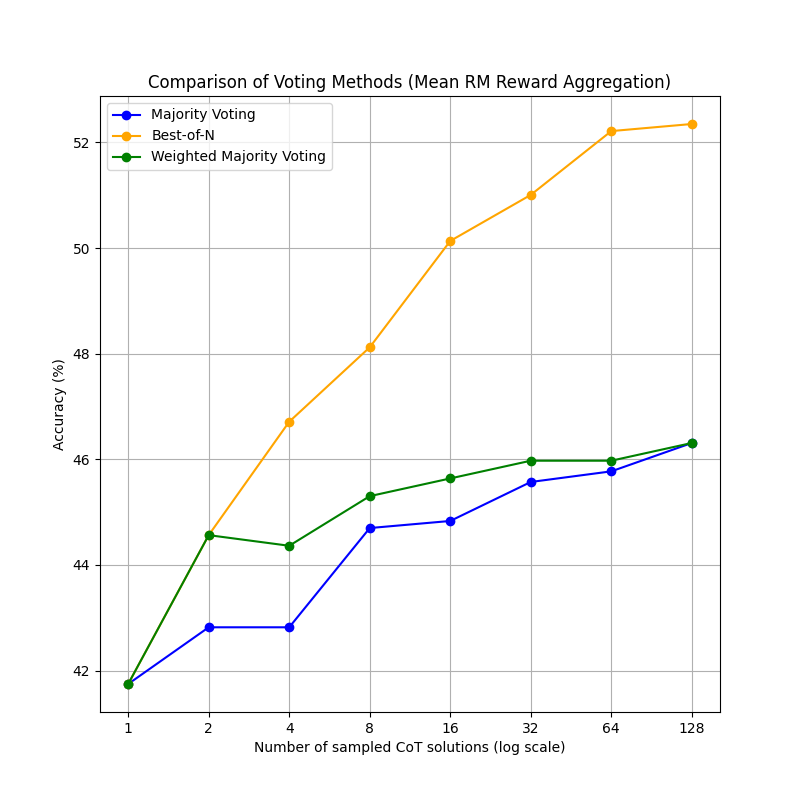 Comparison of Voting Methods (Mean RM Reward Aggregation)
Majority Voting
Best-of-N
Weighted Majority Voting
Accuracy (%)
52
50
48
46
44
42
1 2 4 8 16 32 64 128
Number of sampled CoT solutions (log scale)